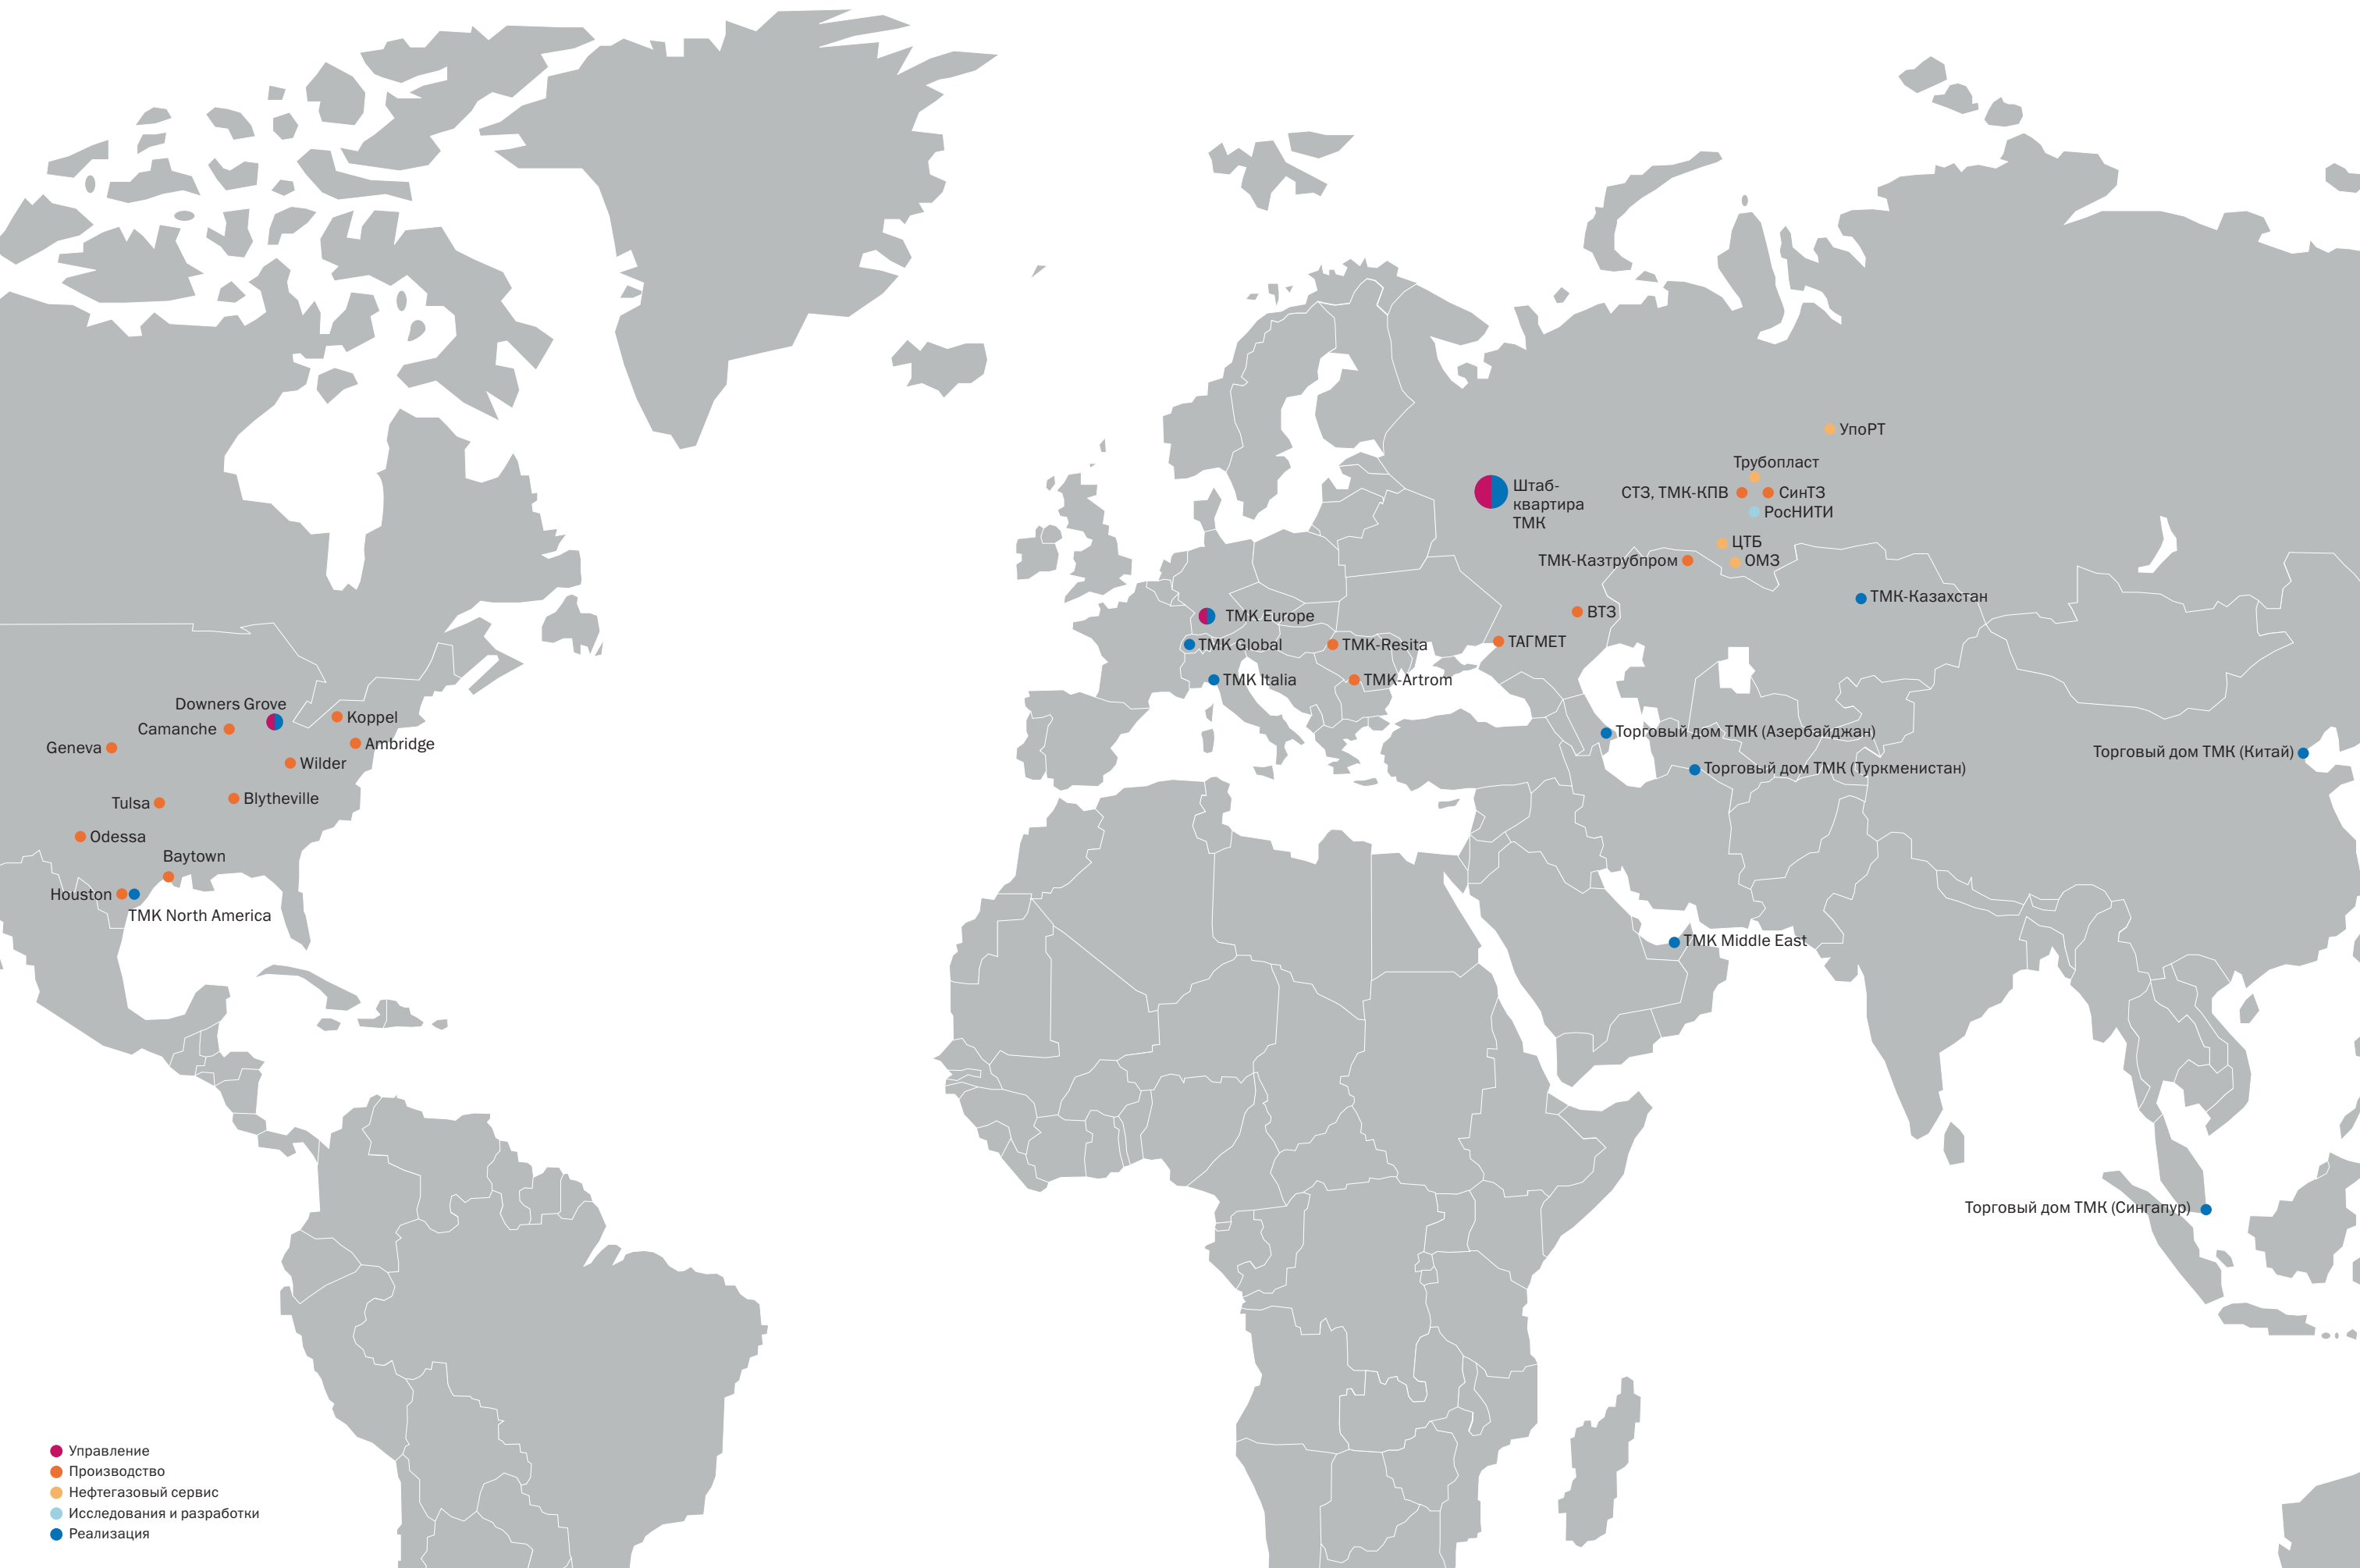 УпоРТ
Трубопласт
СТЗ, ТМК-КПВ
СинТЗ
РосНИТИ
Штаб-
квартира
ТМК
ЦТБ
ОМЗ
ТМК-Казтрубпром
ТМК-Казахстан
ВТЗ
ТАГМЕТ
TMK Europe
TMK Global
TMK-Resita
TMK Italia
TMK-Artrom
Downers Grove
Camanche
Koppel
Geneva
Ambridge
Wilder
Tulsa
Blytheville
Odessa
Baytown
Houston
TMK North America
Торговый дом ТМК (Азербайджан)
Торговый дом ТМК (Китай)
Торговый дом ТМК (Туркменистан)
TMK Middle East
Торговый дом ТМК (Сингапур)
Управление
Производство
Нефтегазовый сервис
Исследования и разработки
Реализация